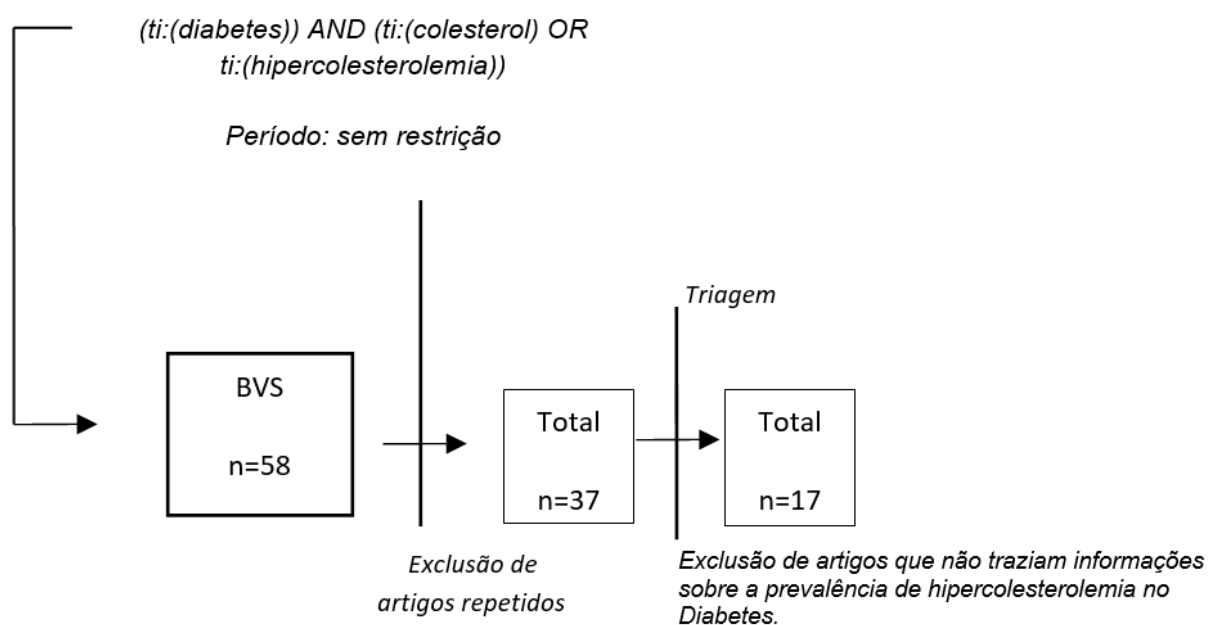 (ti:(diabetes)) AND (ti:(colesterol) OR
ti:(hipercolesterolemia))
Período: sem restrição
Triagem
BVS
n=58
Total
n=37
Total
n=17
Exclusão de
artigos repetidos
Exclusão de artigos que não traziam informações
sobre a prevalência de hipercolesterolemia no
Diabetes.